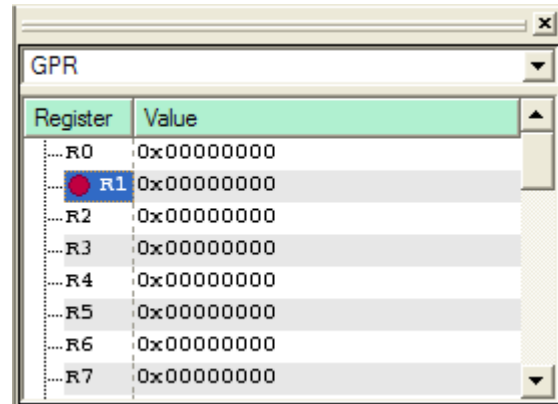 GPR
Register Value
R0 0x00000000
R1 0x00000000
R2 0x00000000
R3 0x00000000
R4 0x00000000
R5 0x00000000
R6 0x00000000
R7 0x00000000